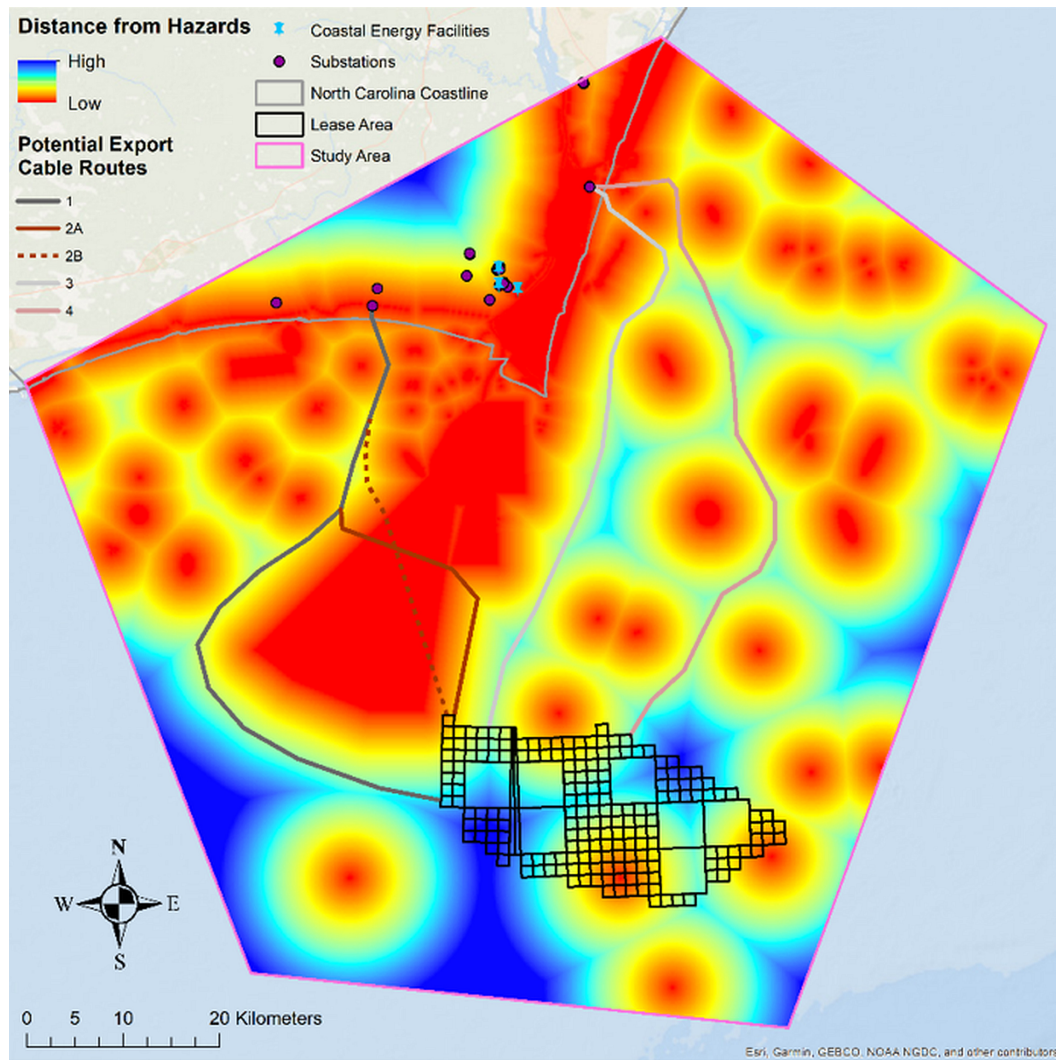 Distance from Hazards
High
Low
Potential Export
Cable Routes
1
2A
2B
3
4
Coastal Energy Facilities
Substations
North Carolina Coastline
Lease Area
Study Area
N
W
E
S
0 5 10 20 Kilometers
Esri, Garmin, GEBCO, NOAA NGDC, and other contributors